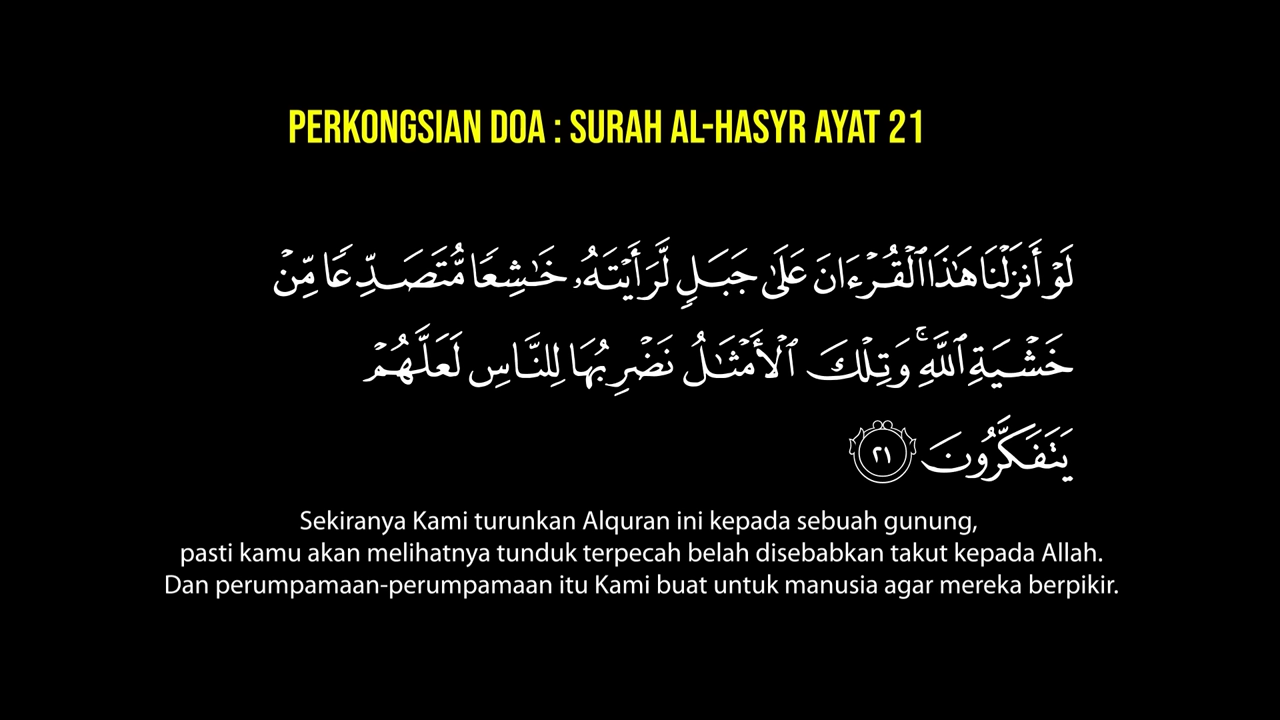 PERKONGSIAN DOA : SURAH AL-HASYR AYAT 21
لَوْ أَنزَلْنَا هَٰذَا ٱلْقُرْءَانَ عَلَىٰ جَبَلٍ لَّرَأَيْتَهُۥ خَٰشِعًا مُّتَصَدِّعًا مِّنْ
خَشْيَةِ ٱللَّهِ ۚ وَتِلْكَ ٱلْأَمْثَٰلُ نَضْرِبُهَا لِلنَّاسِ لَعَلَّهُمْ
يَتَفَكَّرُونَ ٢١
Sekiranya Kami turunkan Alquran ini kepada sebuah gunung,
pasti kamu akan melihatnya tunduk terpecah belah disebabkan takut kepada Allah.
Dan perumpamaan-perumpamaan itu Kami buat untuk manusia agar mereka berpikir.